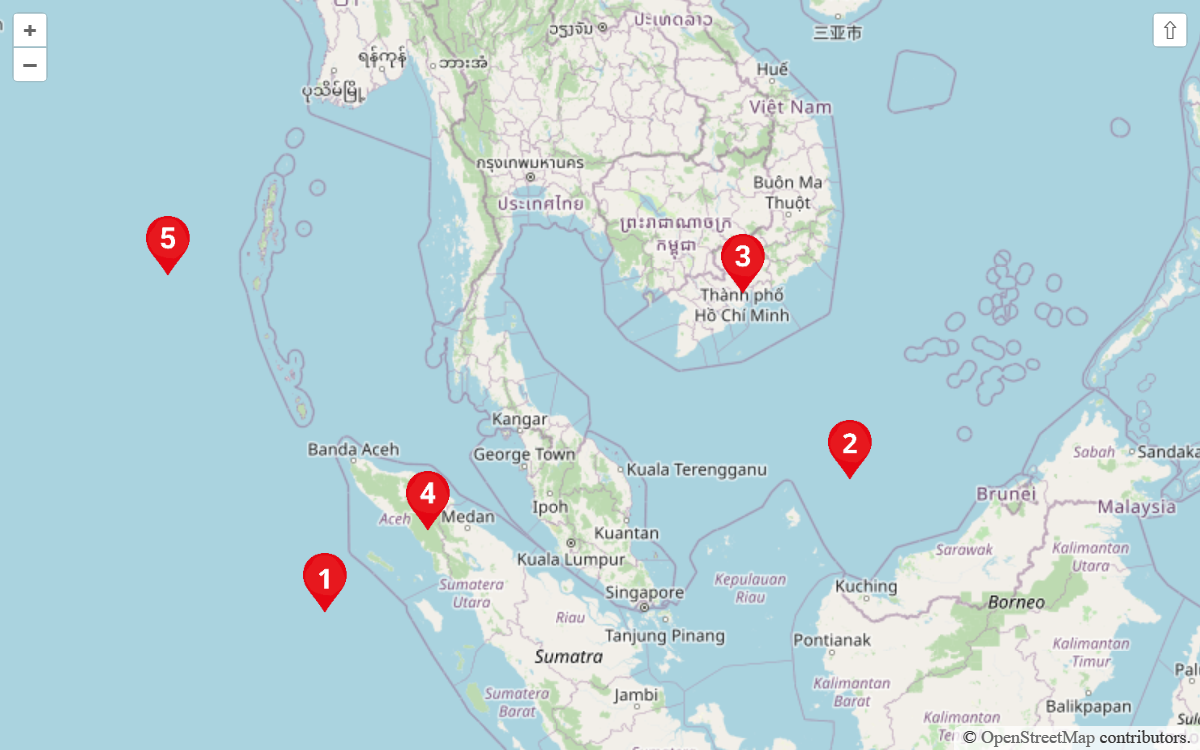 ວຽງຈັນ
ປະເທດລາວ
三亚市
+
⇧
ရန်ကုန်
ဘားအံ
−
Huế
ပုသိမ်မြို့
Việt Nam
กรุงเทพมหานคร
Buôn Ma
Thuột
ประเทศไทย
ព្រះរាជាណាចក្រ
កម្ពុជា
5
3
Thành phố
Hồ Chí Minh
Kangar
2
Banda Aceh
George Town
Kuala Terengganu
Sabah
Sandaka
4
Brunei
Malaysia
Ipoh
Aceh
Medan
Kuantan
Sarawak
Kalimantan
Utara
Kuala Lumpur
1
Sumatera
Utara
Singapore
Kepulauan
Riau
Kuching
Borneo
Riau
Tanjung Pinang
Pontianak
Kalimantan
Timur
Sumatra
Kalimantan
Barat
Sumatera
Barat
Jambi
Pal
Balikpapan
Kalimantan
Te
Sula
© OpenStreetMap contributors.